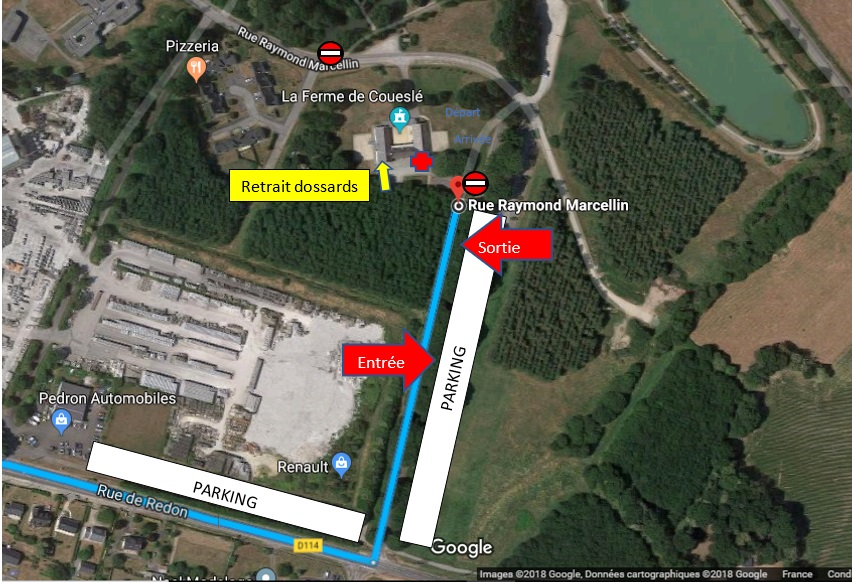 Rue Raymond Marcellin
Pizzeria
La Ferme de Coueslé
Départ
Arrivée
Retrait dossards
Rue Raymond Marcellin
Sortie
Entrée
PARKING
Pedron Automobiles
Renault
PARKING
Rue de Redon
D114
Google
Images ©2018 Google, Données cartographiques ©2018 Google France Cond